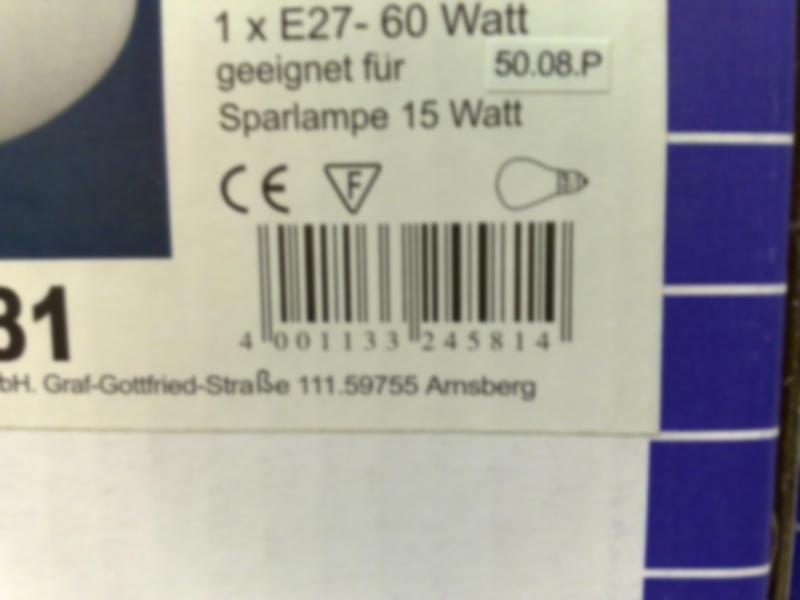 1 x E27- 60 Watt
geeignet für
50.08.P
Sparlampe 15 Watt
CE F
4 001133 245814
31
bH. Graf-Gottfried-Straße 111.59755 Arnsberg